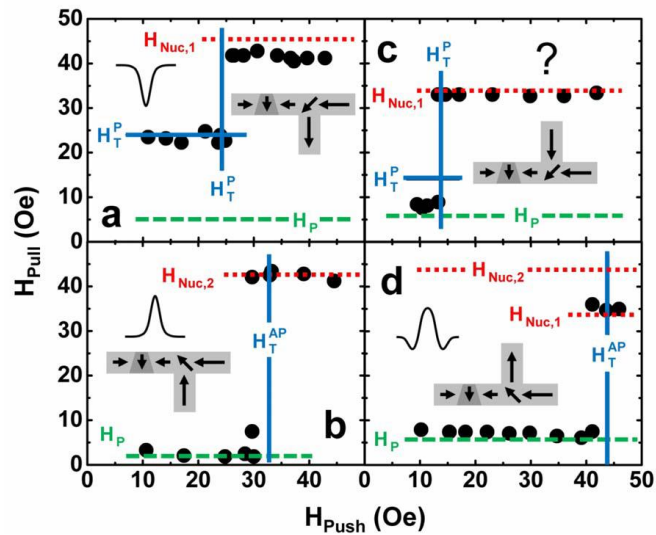 H_Pull (Oe)
50
40
30
20
10
0
40
30
20
10
0
H_Nuc,1
H_T^P
H_T^P
H_P
a
c
H_T^P
?
H_Nuc,1
H_T^P
H_P
H_Nuc,2
H_T^AP
H_P
b
d
H_Nuc,2
H_Nuc,1
H_T^AP
H_P
0 10 20 30 40
0 10 20 30 40 50
H_Push (Oe)